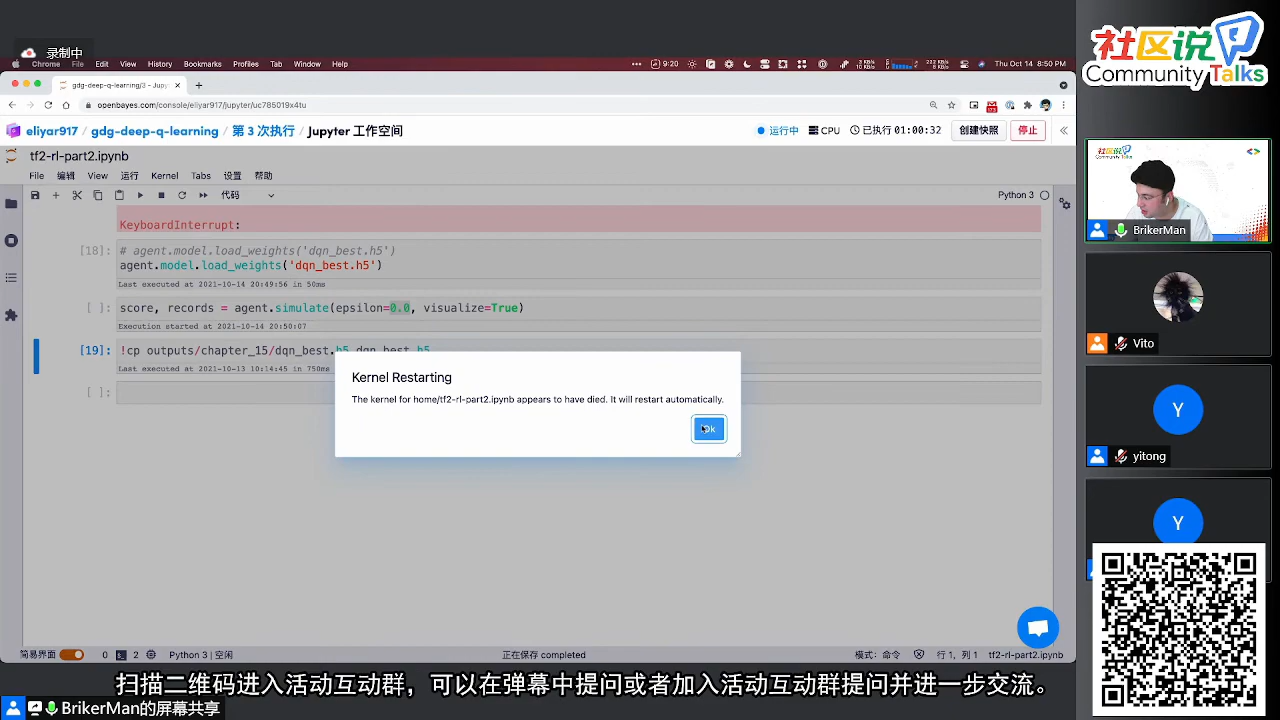 录制中
Chrome File Edit View History Bookmarks Profiles Tab Window Help
9:20
Thu Oct 14 8:50 PM
gdg-deep-q-learning/3 - Jupy
openbayes.com/console/eliyar917/jupyter/uc785019x4tu
eliyar917 / gdg-deep-q-learning / 第 3 次执行 / Jupyter 工作空间
运行中 CPU 已执行 01:00:32 创建快照 停止
tf2-rl-part2.ipynb
File 编辑 View 运行 Kernel Tabs 设置 帮助
代码
Python 3
KeyboardInterrupt:
[18]: # agent.model.load_weights('dqn_best.h5')
agent.model.load_weights('dqn_best.h5')
Last executed at 2021-10-14 20:49:56 in 50ms
[ ]: score, records = agent.simulate(epsilon=0.0, visualize=True)
Execution started at 2021-10-14 20:50:07
[19]: !cp outputs/chapter_15/dqn_best.h5 dqn_best.h5
Last executed at 2021-10-13 10:14:45 in 750ms
[ ]:
Kernel Restarting
The kernel for home/tf2-rl-part2.ipynb appears to have died. It will restart automatically.
Ok
简易界面 0 2 Python 3 | 空闲 正在保存 completed 模式: 命令 行 1, 列 1 tf2-rl-part2.ipynb
社区说
Community Talks
社区说
Community Talks
BrikerMan
Vito
Y
yitong
Y
扫描二维码进入活动互动群，可以在弹幕中提问或者加入活动互动群提问并进一步交流。
BrikerMan的屏幕共享